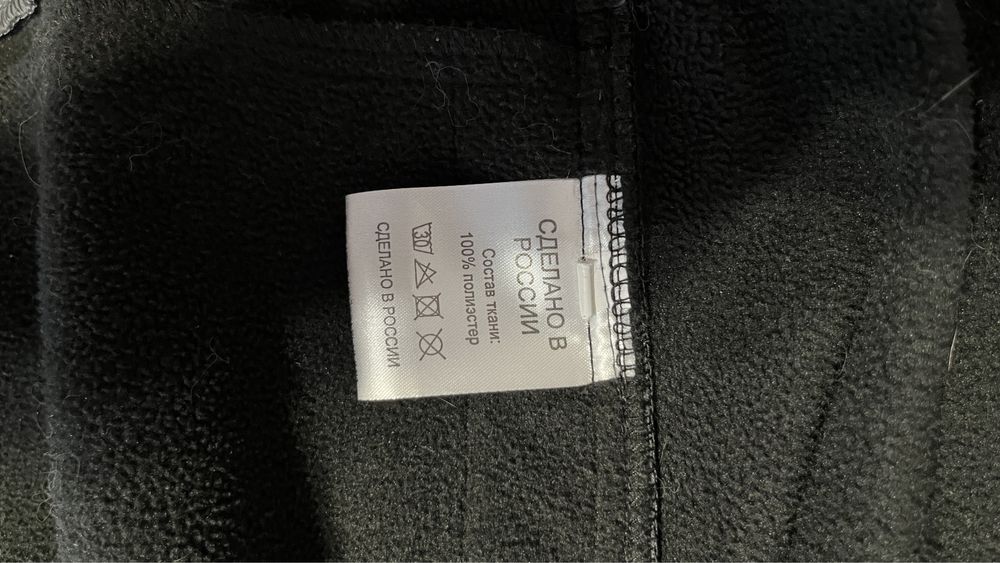 СДЕЛАНО В
РОССИИ
Состав ткани:
100% полиэстер
30
СДЕЛАНО В РОССИИ